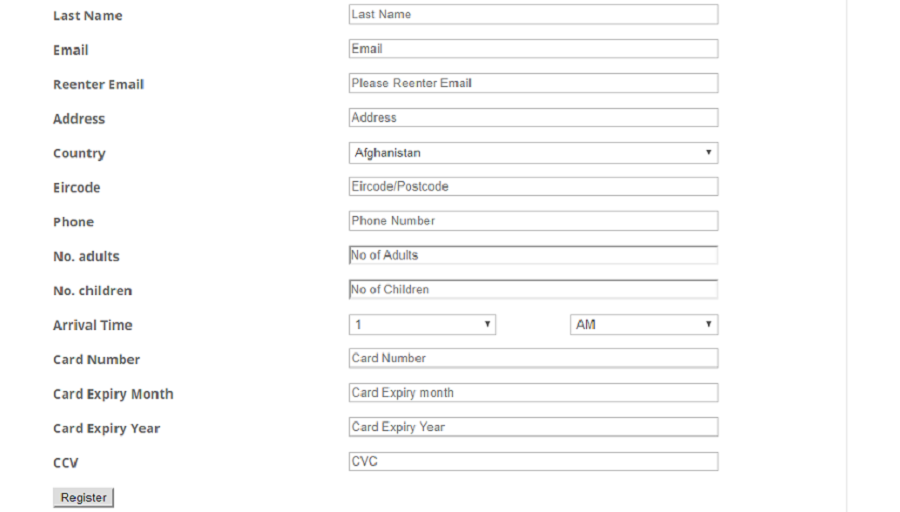 Last Name Last Name
Email Email
Reenter Email Please Reenter Email
Address Address
Country Afghanistan
Eircode Eircode/Postcode
Phone Phone Number
No. adults No of Adults
No. children No of Children
Arrival Time 1 AM
Card Number Card Number
Card Expiry Month Card Expiry month
Card Expiry Year Card Expiry Year
CCV CVC
Register